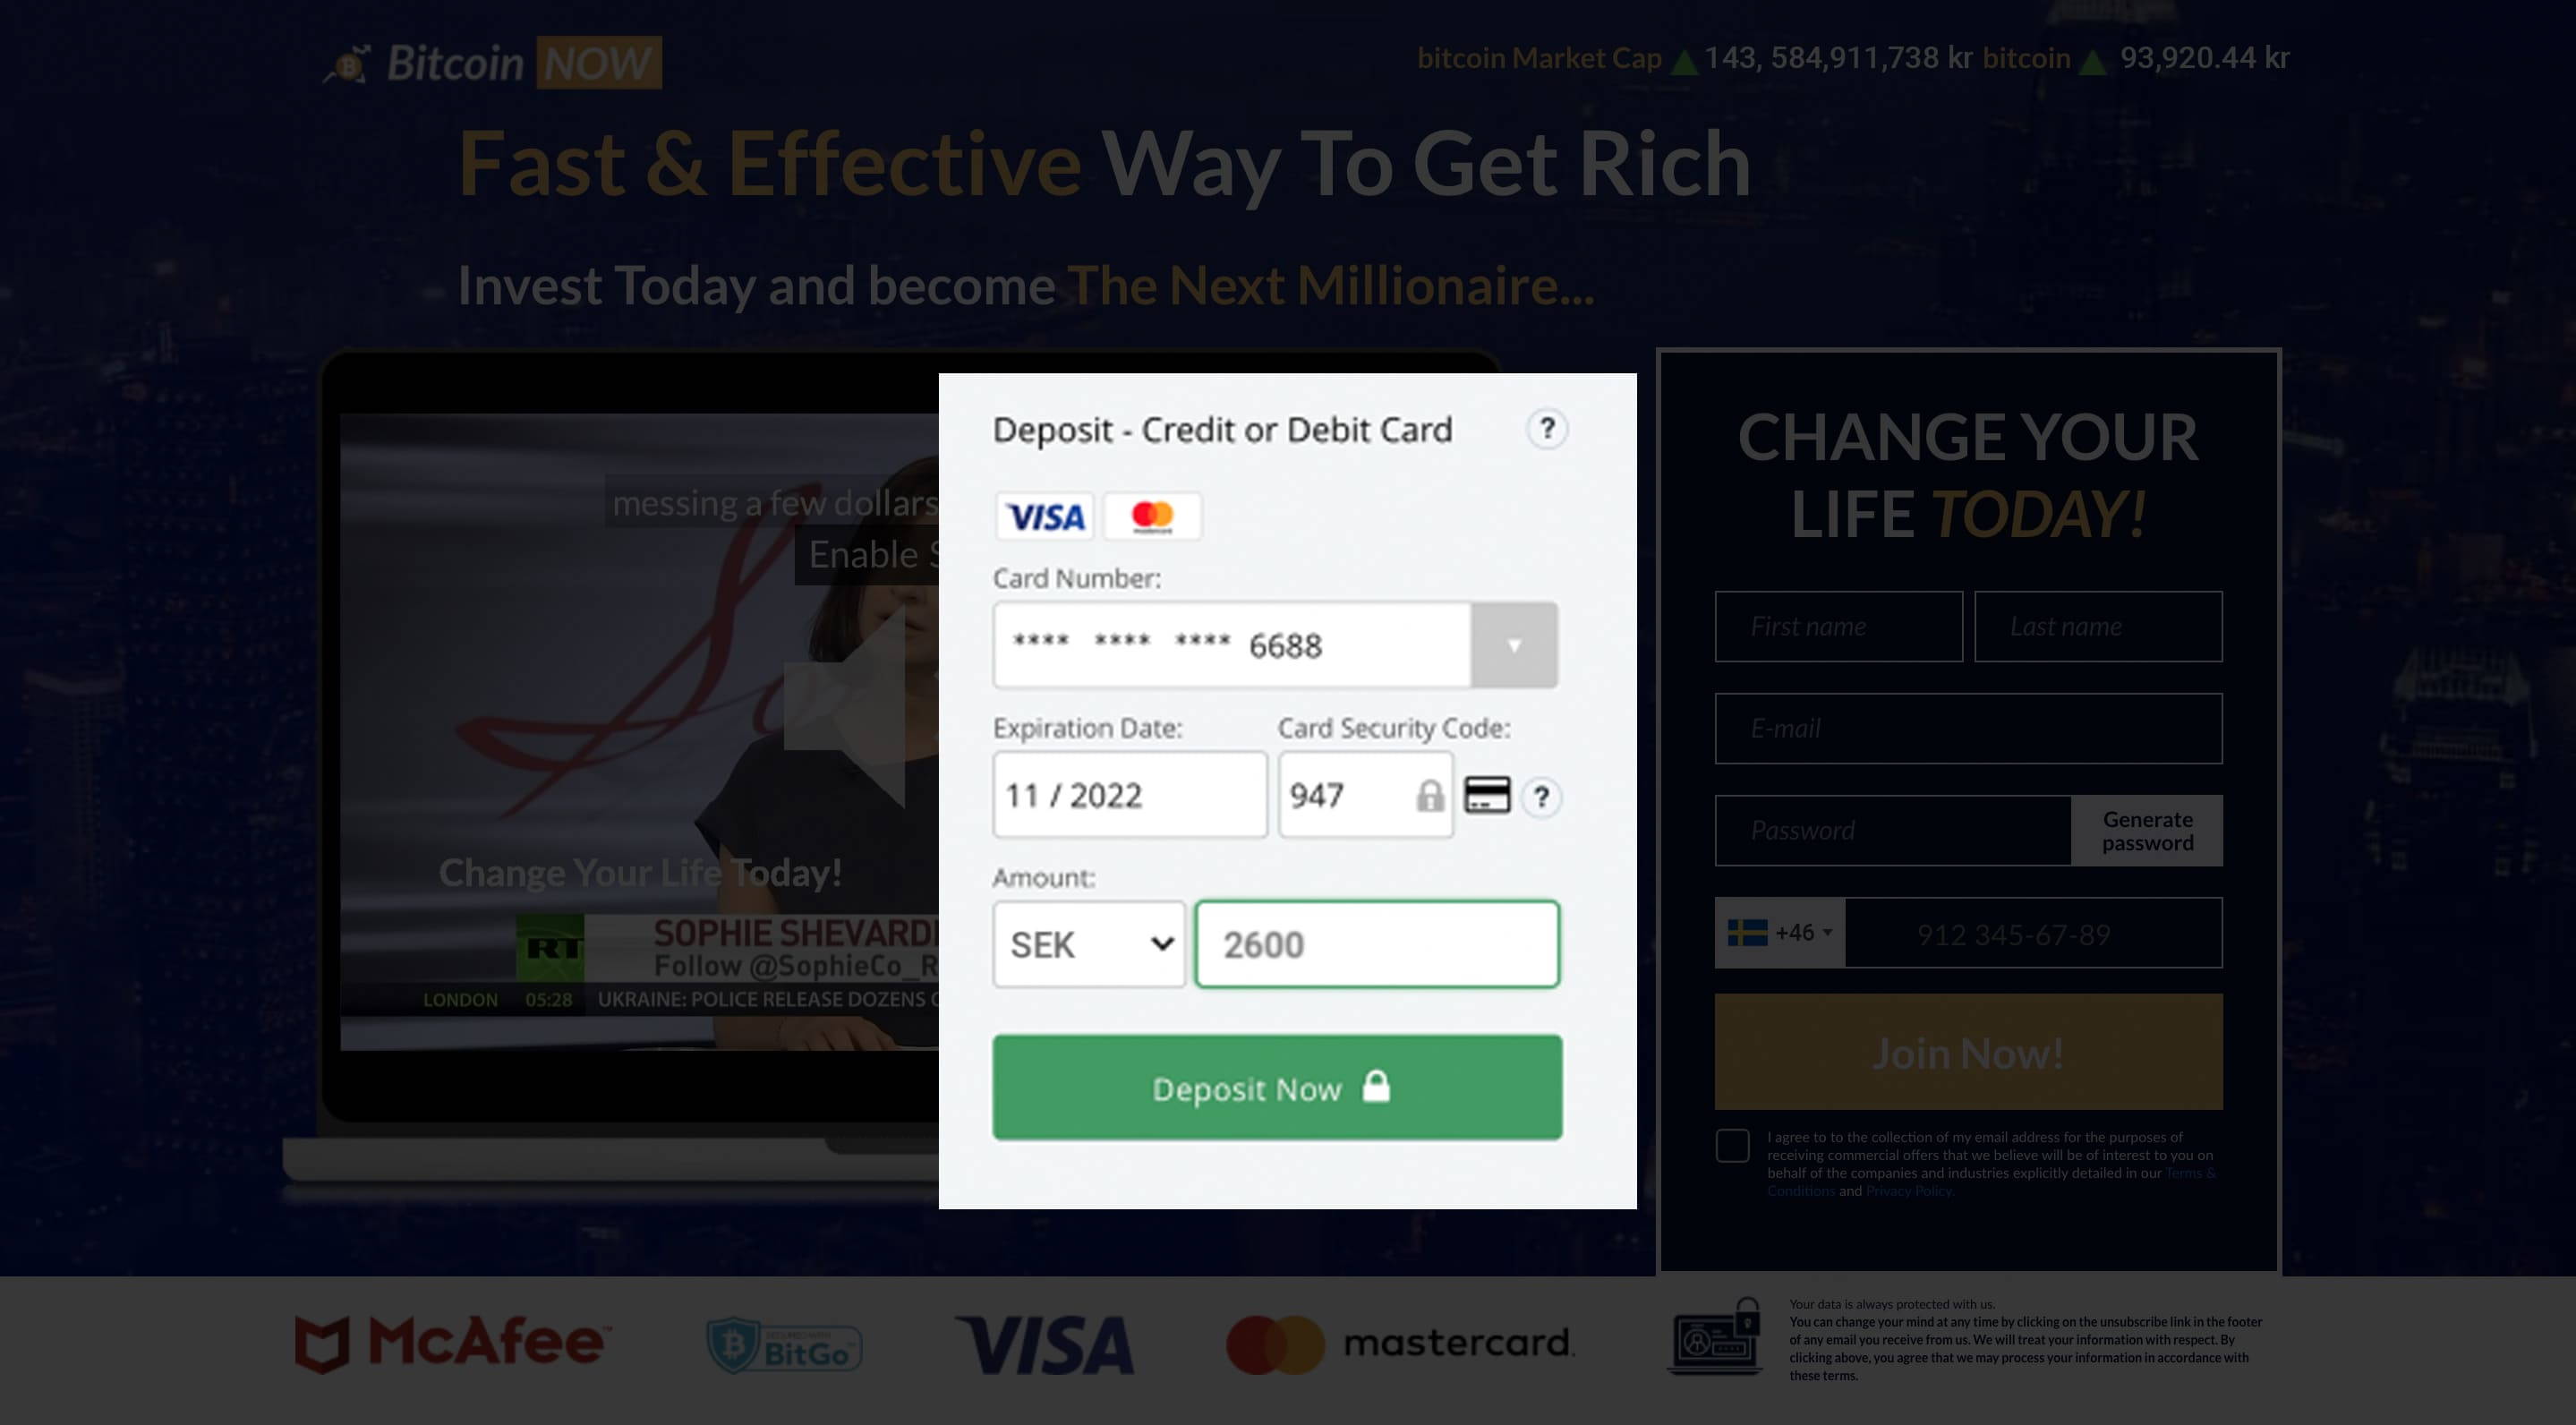 Bitcoin NOW
bitcoin Market Cap 143, 584,911,738 kr bitcoin 93,920.44 kr
Fast & Effective Way To Get Rich
Invest Today and become The Next Millionaire...
messing a few dollars
Enable S
Change Your Life Today!
RT
SOPHIE SHEVARD
Follow @SophieCo_R
LONDON 05:28 UKRAINE: POLICE RELEASE DOZENS
Deposit - Credit or Debit Card ?
VISA mastercard
Card Number:
**** **** **** 6688
Expiration Date: Card Security Code:
11 / 2022 947 ?
Amount:
SEK 2600
Deposit Now
CHANGE YOUR
LIFE TODAY!
First name Last name
E-mail
Password
Generate
password
+46 912 345-67-89
Join Now!
I agree to to the collection of my email address for the purposes of
receiving commercial offers that we believe will be of interest to you on
behalf of the companies and industries explicitly detailed in our Terms &
Conditions and Privacy Policy.
McAfee™
BitGo™
VISA
mastercard.
Your data is always protected with us.
You can change your mind at any time by clicking on the unsubscribe link in the footer
of any email you receive from us. We will treat your information with respect. By
clicking above, you agree that we may process your information in accordance with
these terms.